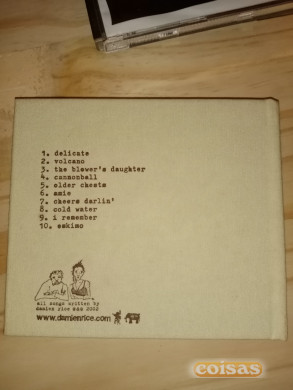 1. delicate
2. volcano
3. the blower's daughter
4. cannonball
5. older chests
6. amie
7. cheers darlin'
8. cold water
9. i remember
10. eskimo
all songs written by
damien rice 2002
www.damienrice.com
coisas